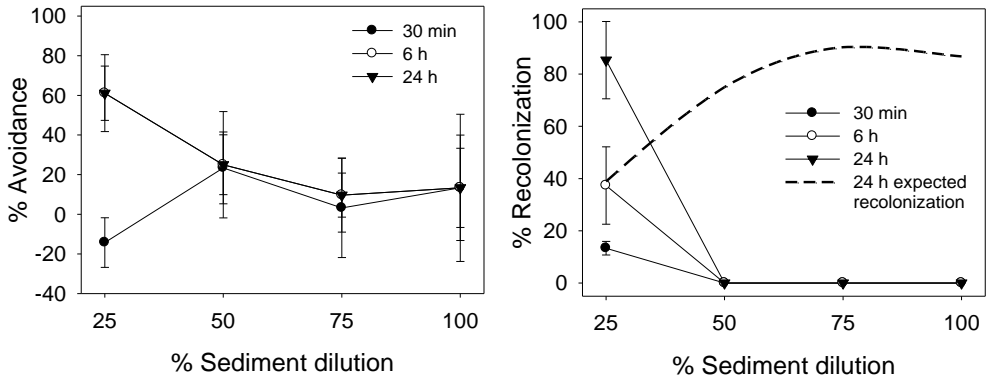 % Avoidance
100
80
60
40
20
0
-20
-40
30 min
6 h
24 h
25
50
75
100
% Sediment dilution
% Recolonization
100
80
60
40
20
0
30 min
6 h
24 h
24 h expected
recolonization
25
50
75
100
% Sediment dilution